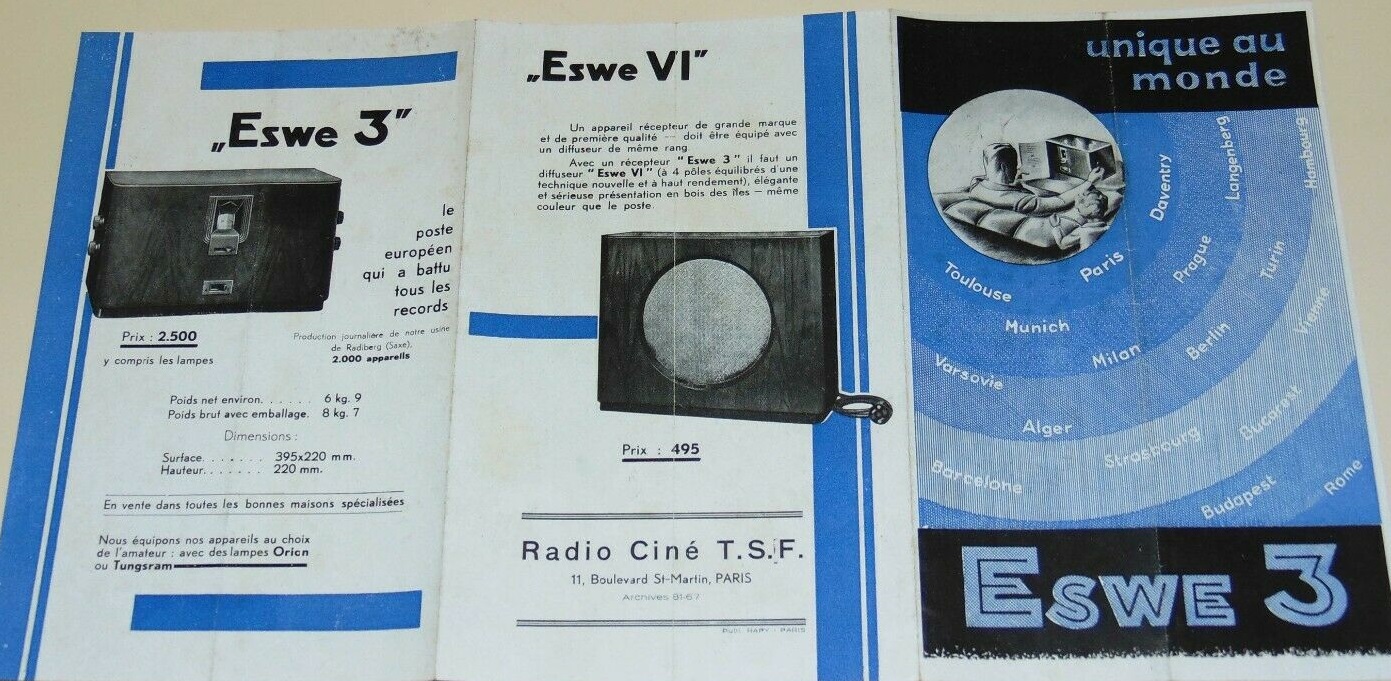 „Eswe 3”
le
poste
européen
qui a battu
tous les
records
Prix : 2.500
y compris les lampes
Production journalière de notre usine
de Radiberg (Saxe),
2.000 appareils
Poids net environ. . . . . . 6 kg. 9
Poids brut avec emballage. 8 kg. 7
Dimensions :
Surface. . . . . . . 395x220 mm.
Hauteur. . . . . . . 220 mm.
En vente dans toutes les bonnes maisons spécialisées
Nous équipons nos appareils au choix
de l'amateur : avec des lampes Orion
ou Tungsram
„Eswe VI”
Un appareil récepteur de grande marque
et de première qualité — doit être équipé avec
un diffuseur de même rang.
Avec un récepteur “Eswe 3” il faut un
diffuseur “Eswe VI” (à 4 pôles équilibrés d'une
technique nouvelle et à haut rendement), élégante
et sérieuse présentation en bois des îles — même
couleur que le poste.
Prix : 495
Radio Ciné T.S.F.
11, Boulevard St-Martin, PARIS
Archives 81-67
Publ. HAPY - PARIS
unique au
monde
Hambourg
Langenberg
Daventry
Toulouse
Paris
Prague
Turin
Munich
Vienne
Varsovie
Milan
Berlin
Alger
Bucarest
Strasbourg
Barcelone
Budapest
Rome
ESWE 3